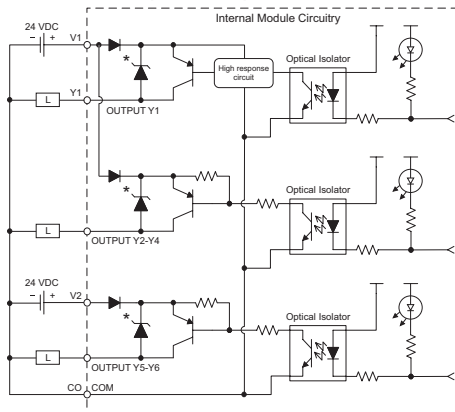 Internal Module Circuitry
24 VDC
− +
V1
*
High response
circuit
Optical Isolator
L
Y1
OUTPUT Y1
Optical Isolator
*
L
OUTPUT Y2-Y4
24 VDC
− +
V2
*
Optical Isolator
L
OUTPUT Y5-Y6
CO
COM